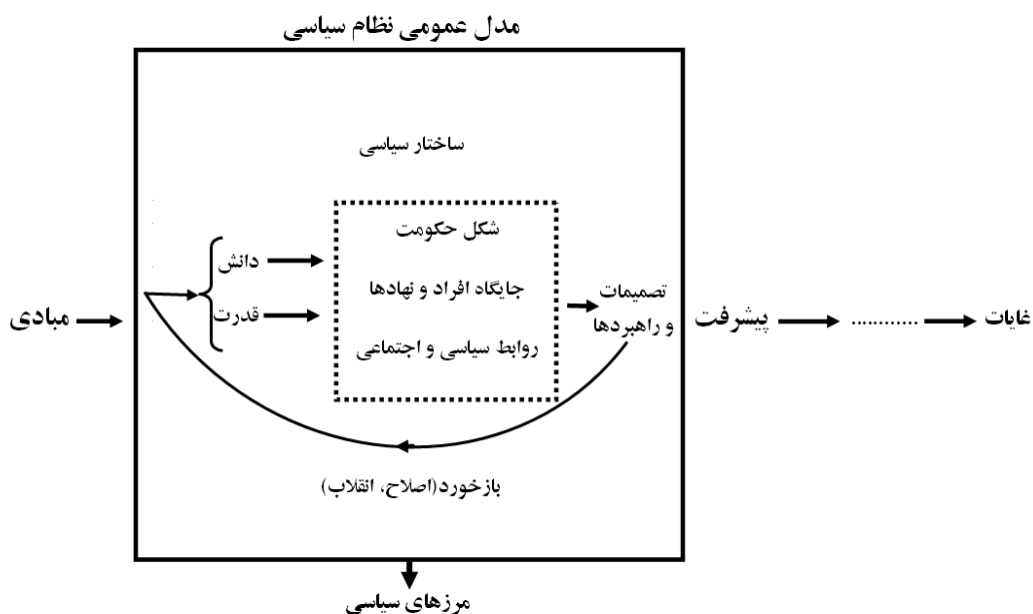 مدل عمومی نظام سیاسی
ساختار سیاسی
شکل حکومت
دانش
جایگاه افراد و نهادها
قدرت
روابط سیاسی و اجتماعی
تصمیمات
و راهبردها
مبادی
پیشرفت
............
غایات
بازخورد(اصلاح، انقلاب)
مرزهای سیاسی